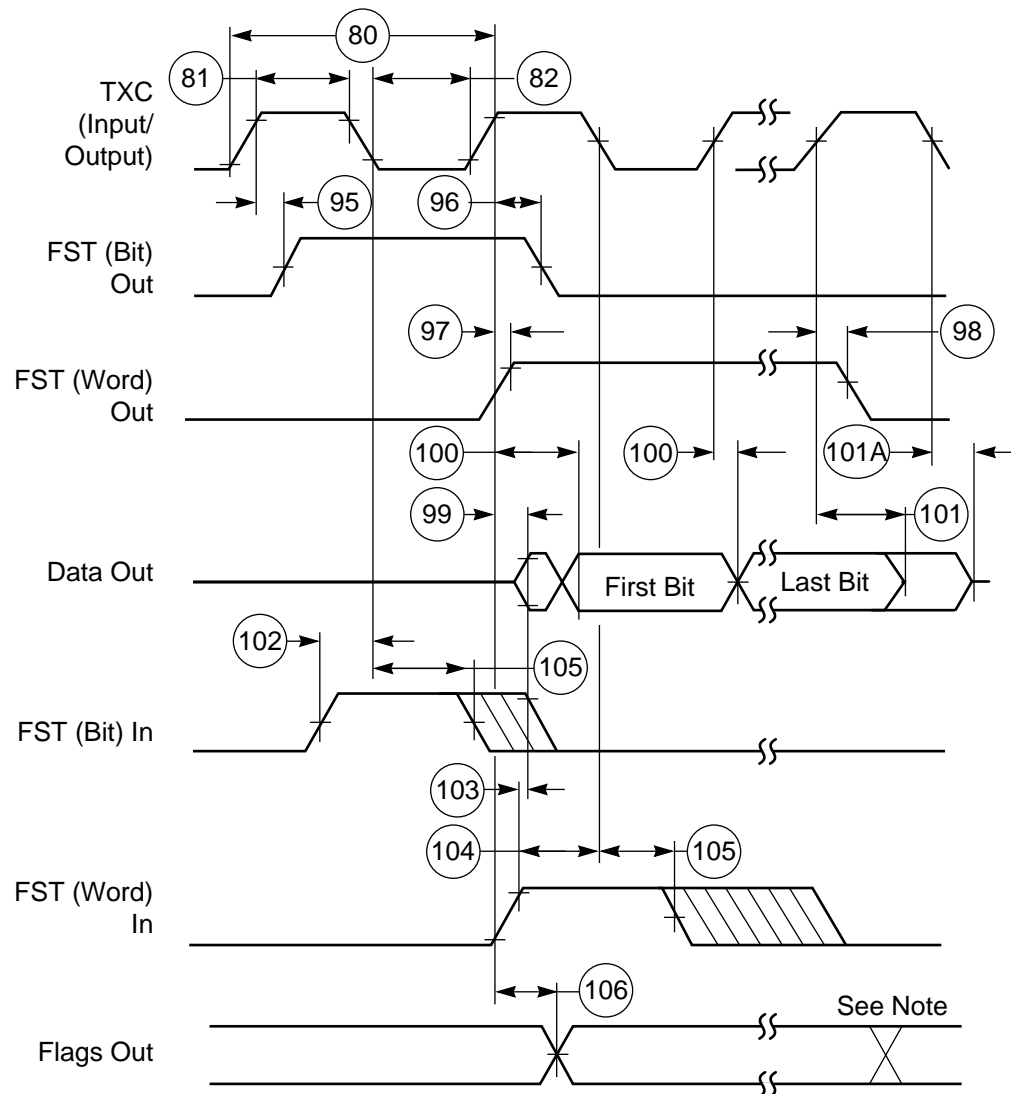 80
81
82
TXC
(Input/
Output)
95
96
FST (Bit)
Out
97
98
FST (Word)
Out
100
100
101A
99
101
Data Out
First Bit
Last Bit
102
105
FST (Bit) In
103
104
105
FST (Word)
In
106
See Note
Flags Out